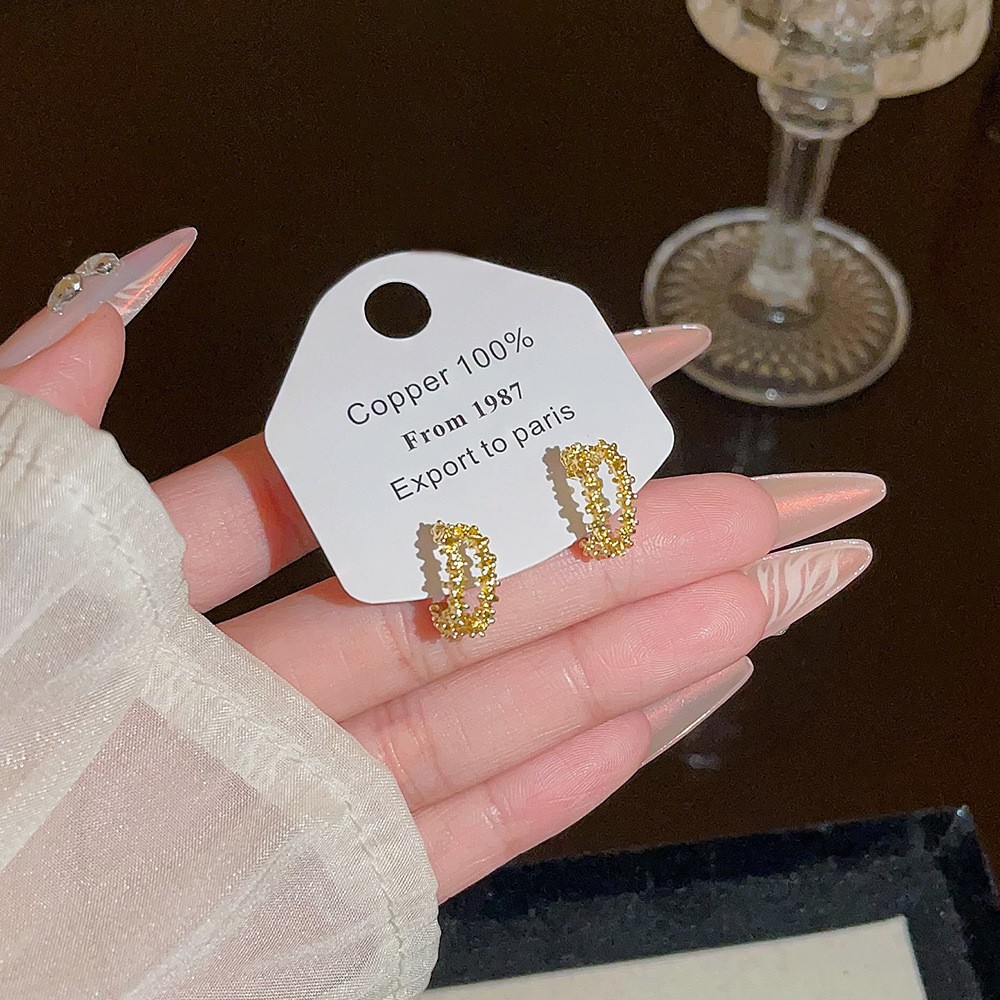 Copper 100%
From 1987
Export to paris